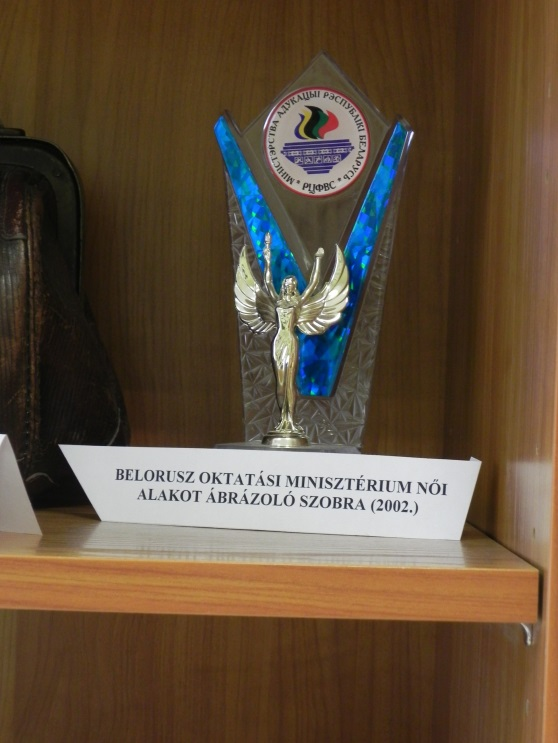 МІНІСТЭРСТВА АДУКАЦЫІ РЭСПУБЛІКІ БЕЛАРУСЬ
* РЦФВС *
BELORUSZ OKTATÁSI MINISZTÉRIUM NŐI
ALAKOT ÁBRÁZOLÓ SZOBRA (2002.)